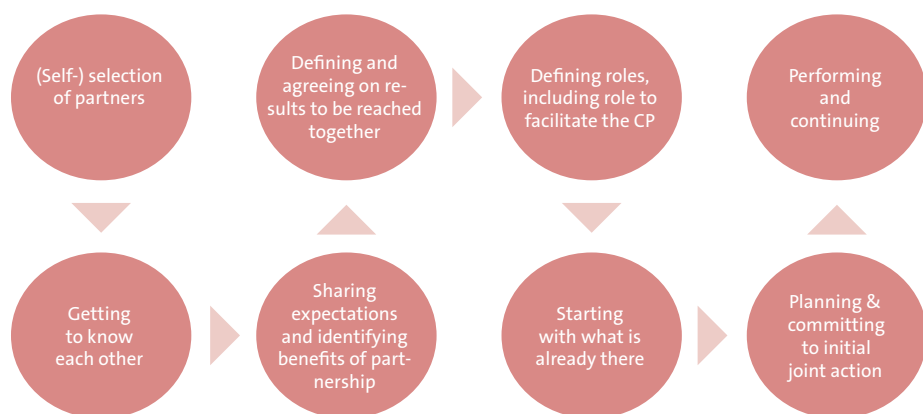 (Self-) selection
of partners
Getting
to know
each other
Sharing
expectations
and identifying
benefits of part-
nership
Defining and
agreeing on re-
sults to be reached
together
Defining roles,
including role to
facilitate the CP
Starting
with what is
already there
Planning &
committing
to initial
joint action
Performing
and
continuing